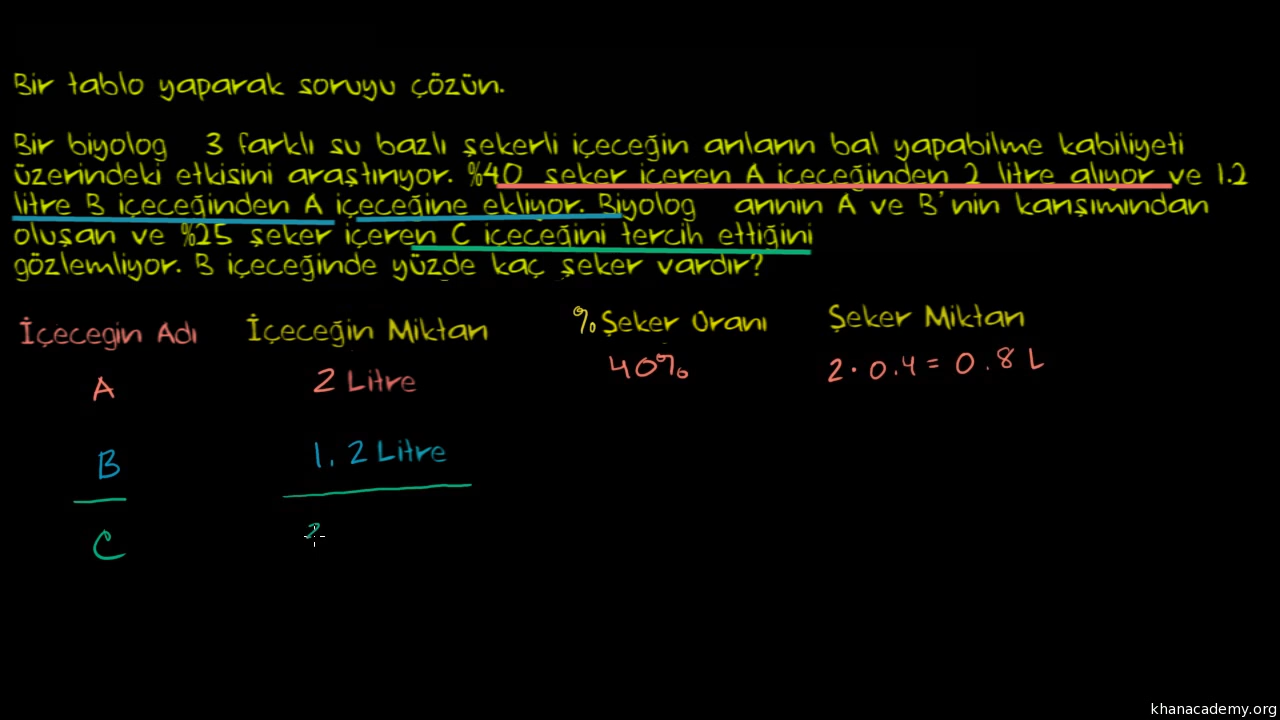 Bir tablo yaparak soruyu çözün.
Bir biyolog 3 farklı su bazlı şekerli içeceğin arıların bal yapabilme kabiliyeti
üzerindeki etkisini araştırıyor. %40 şeker içeren A içeceğinden 2 litre alıyor ve 1.2
litre B içeceğinden A içeceğine ekliyor. Biyolog arının A ve B'nin karışımından
oluşan ve %25 şeker içeren C içeceğini tercih ettiğini
gözlemliyor. B içeceğinde yüzde kaç şeker vardır?
İçeceğin Adı İçeceğin Miktarı % Şeker Oranı Şeker Miktarı
A 2 Litre 40% 2 · 0.4 = 0.8 L
B 1.2 Litre
C
khanacademy.org